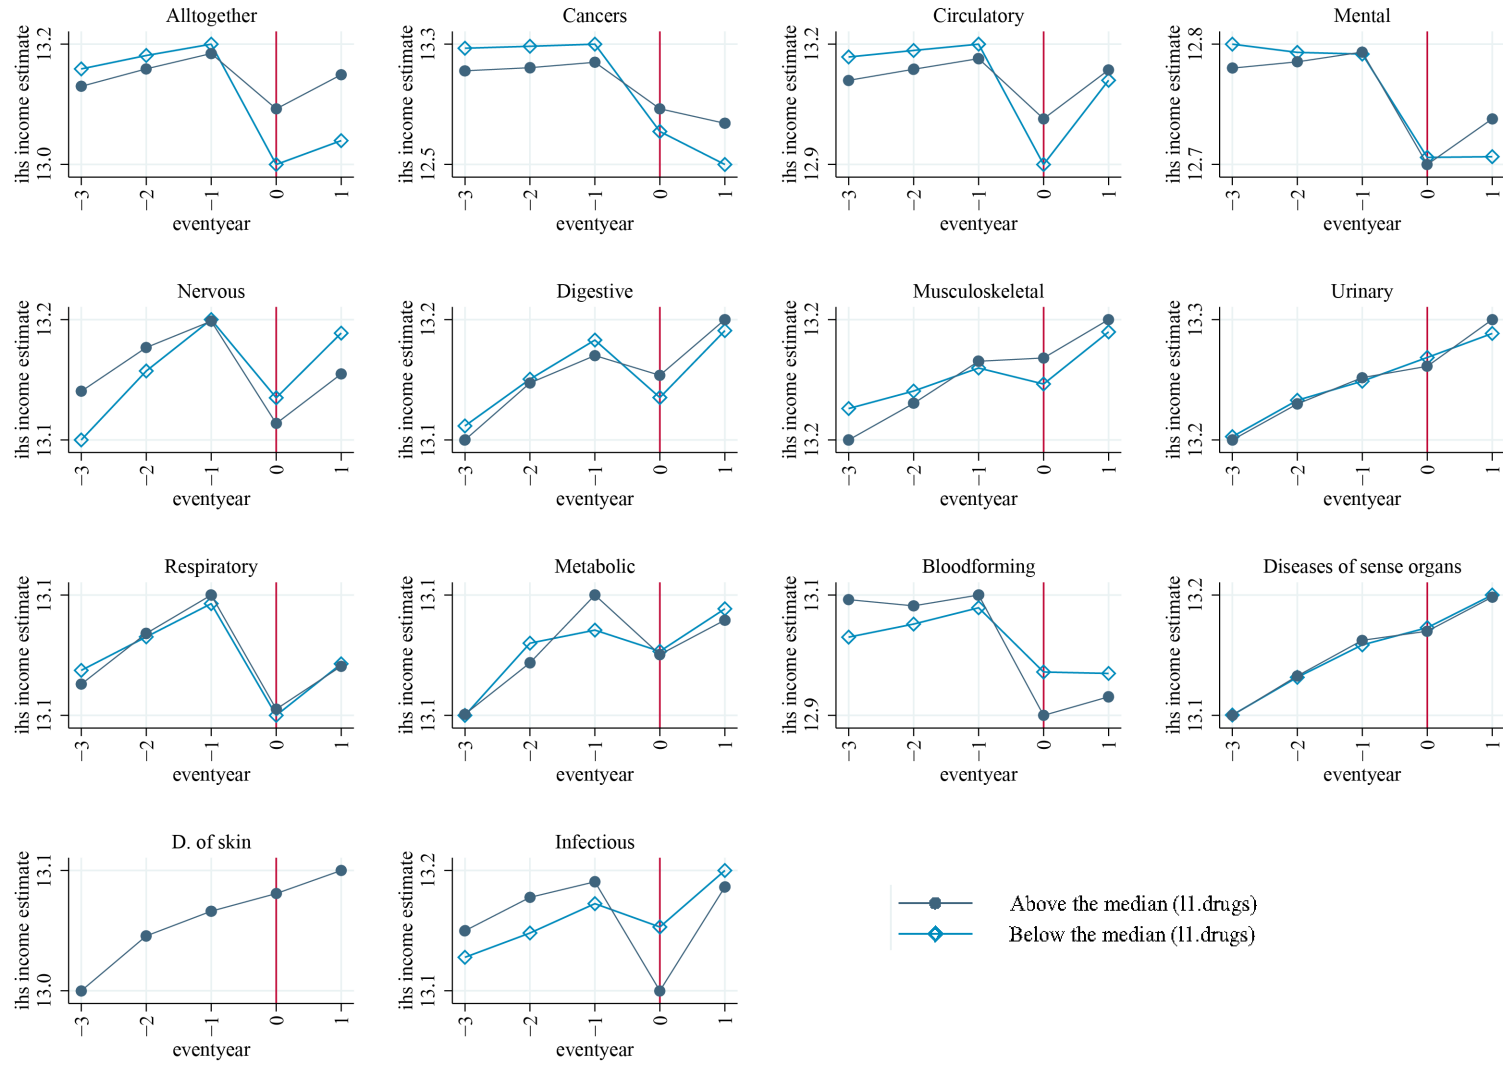 Alltogether
ihs income estimate
13.2
13.0
−3 −2 −1 0 1
eventyear
Cancers
ihs income estimate
13.3
12.5
−3 −2 −1 0 1
eventyear
Circulatory
ihs income estimate
13.2
12.9
−3 −2 −1 0 1
eventyear
Mental
ihs income estimate
12.8
12.7
−3 −2 −1 0 1
eventyear
Nervous
ihs income estimate
13.2
13.1
−3 −2 −1 0 1
eventyear
Digestive
ihs income estimate
13.2
13.1
−3 −2 −1 0 1
eventyear
Musculoskeletal
ihs income estimate
13.2
13.2
−3 −2 −1 0 1
eventyear
Urinary
ihs income estimate
13.3
13.2
−3 −2 −1 0 1
eventyear
Respiratory
ihs income estimate
13.1
13.1
−3 −2 −1 0 1
eventyear
Metabolic
ihs income estimate
13.1
13.1
−3 −2 −1 0 1
eventyear
Bloodforming
ihs income estimate
13.1
12.9
−3 −2 −1 0 1
eventyear
Diseases of sense organs
ihs income estimate
13.2
13.1
−3 −2 −1 0 1
eventyear
D. of skin
ihs income estimate
13.1
13.0
−3 −2 −1 0 1
eventyear
Infectious
ihs income estimate
13.2
13.1
−3 −2 −1 0 1
eventyear
Above the median (l1.drugs)
Below the median (l1.drugs)